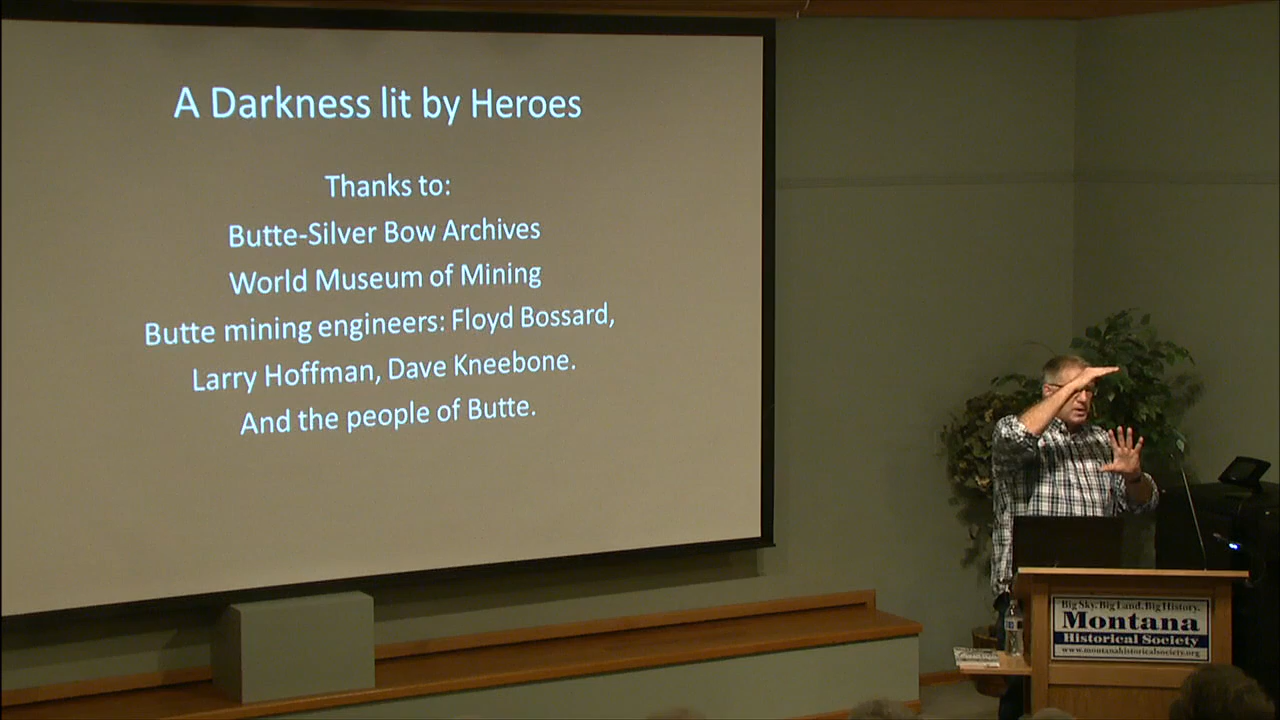 A Darkness lit by Heroes
Thanks to:
Butte-Silver Bow Archives
World Museum of Mining
Butte mining engineers: Floyd Bossard,
Larry Hoffman, Dave Kneebone.
And the people of Butte.
Big Sky. Big Land. Big History.
Montana
Historical Society
www.montanahistoricalsociety.org